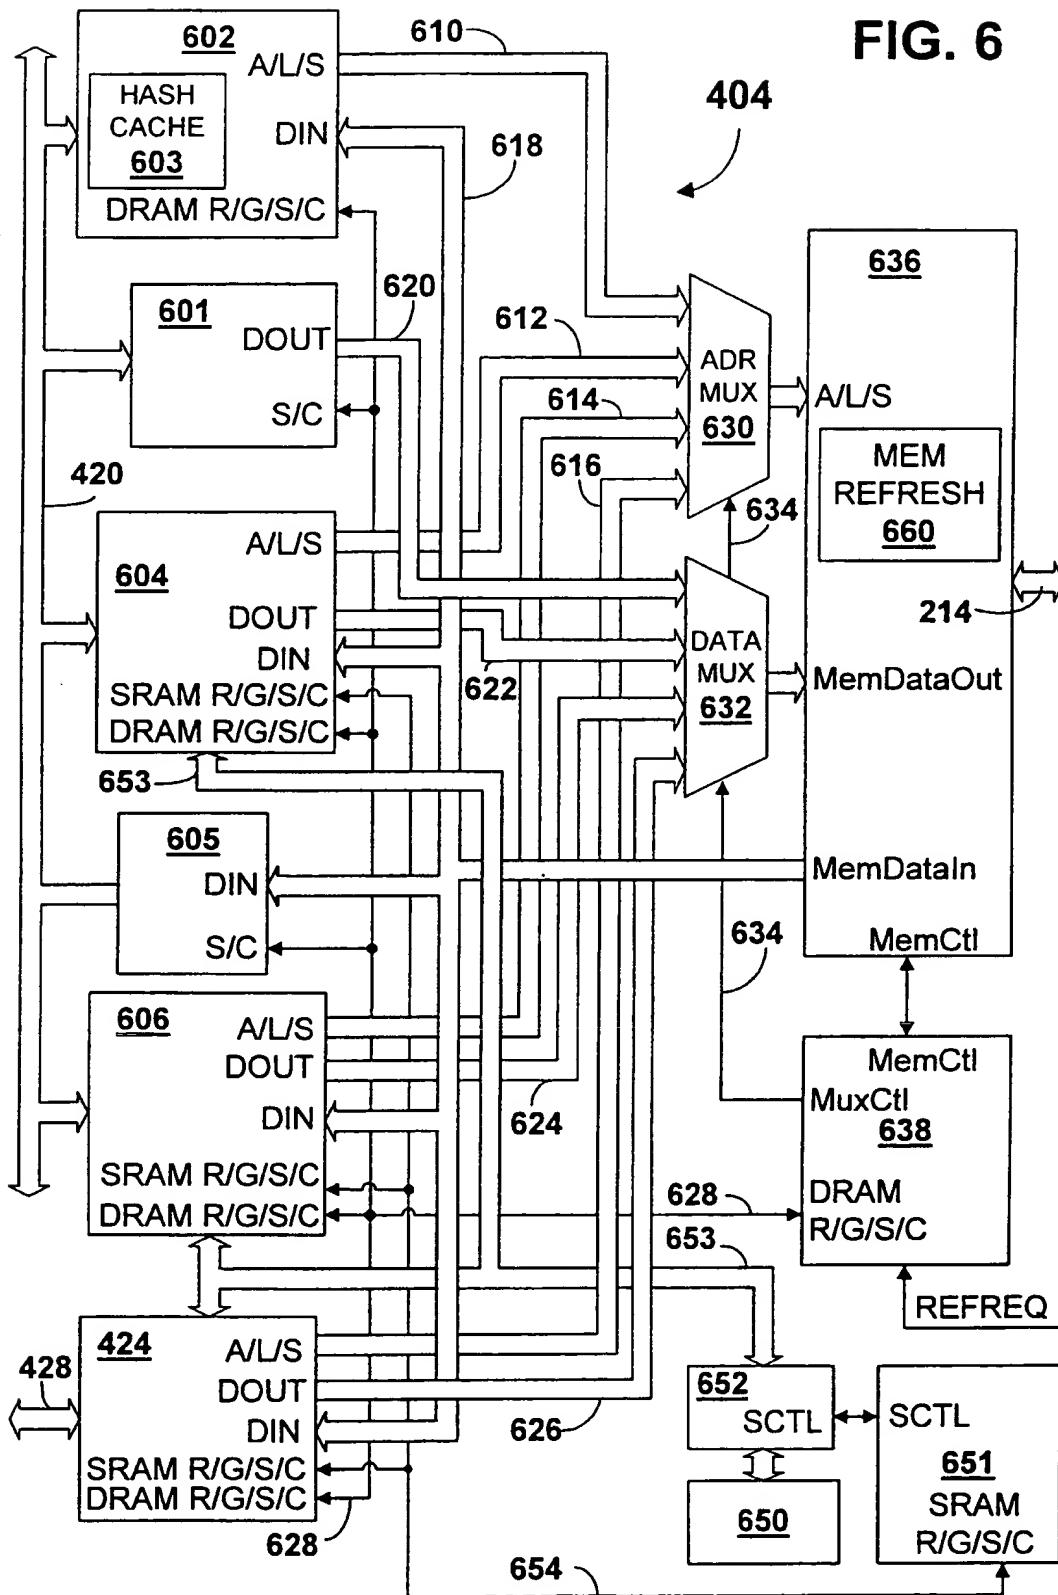 FIG. 6
404
602
A/L/S
HASH
CACHE
603
DIN
DRAM R/G/S/C
610
618
601
DOUT
S/C
620
612
614
616
420
ADR
MUX
630
634
636
A/L/S
MEM
REFRESH
660
214
604
A/L/S
DOUT
DIN
SRAM R/G/S/C
DRAM R/G/S/C
622
653
DATA
MUX
632
MemDataOut
605
DIN
S/C
MemDataIn
MemCtl
634
606
A/L/S
DOUT
DIN
SRAM R/G/S/C
DRAM R/G/S/C
624
MemCtl
MuxCtl
638
DRAM
R/G/S/C
628
653
REFREQ
424
428
A/L/S
DOUT
DIN
SRAM R/G/S/C
DRAM R/G/S/C
628
626
652
SCTL
650
SCTL
651
SRAM
R/G/S/C
654